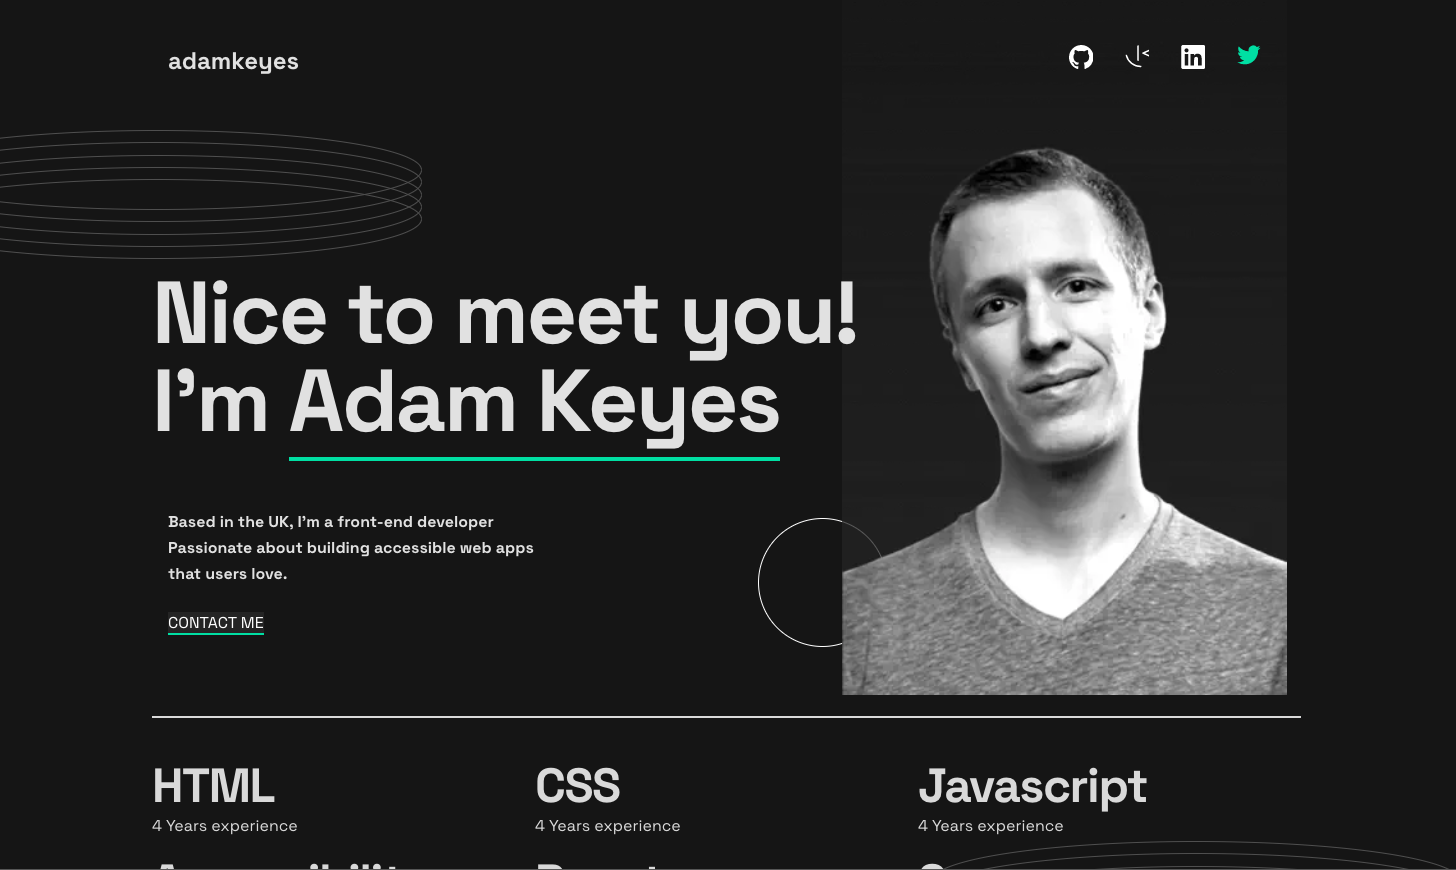 adamkeyes
Nice to meet you!
I’m Adam Keyes
Based in the UK, I’m a front-end developer
Passionate about building accessible web apps
that users love.
CONTACT ME
HTML
CSS
Javascript
4 Years experience
4 Years experience
4 Years experience